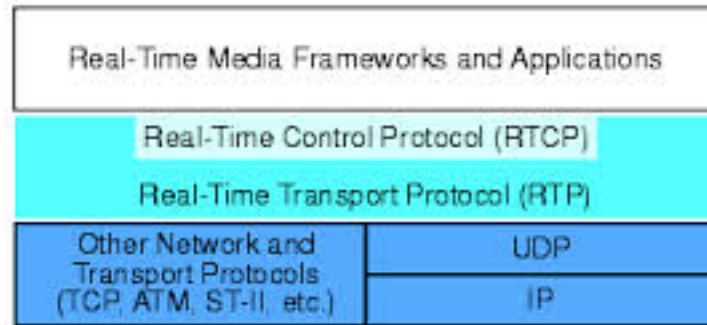 Real-Time Media Frameworks and Applications
Real-Time Control Protocol (RTCP)
Real-Time Transport Protocol (RTP)
Other Network and
Transport Protocols
(TCP, ATM, ST-II, etc.)
UDP
IP